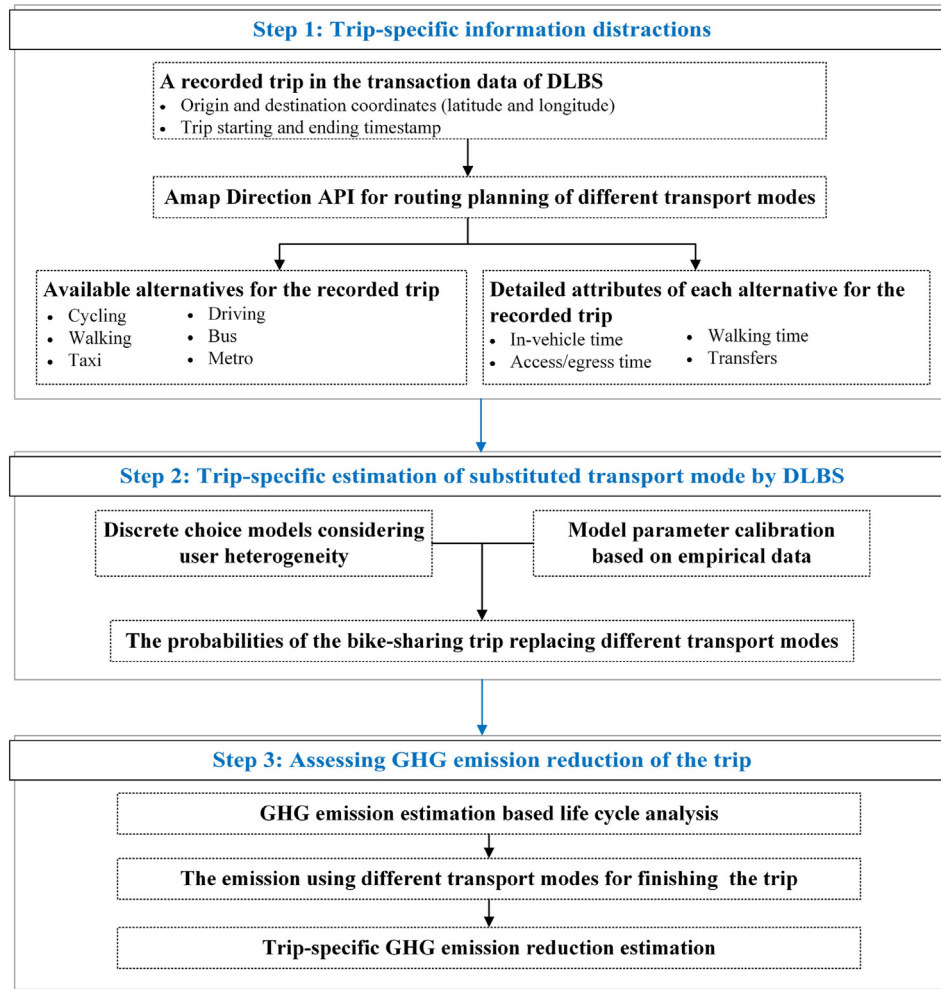 Step 1: Trip-specific information distractions
A recorded trip in the transaction data of DLBS
• Origin and destination coordinates (latitude and longitude)
• Trip starting and ending timestamp
Amap Direction API for routing planning of different transport modes
Available alternatives for the recorded trip
• Cycling
• Walking
• Taxi
• Driving
• Bus
• Metro
Detailed attributes of each alternative for the
recorded trip
• In-vehicle time
• Access/egress time
• Walking time
• Transfers
Step 2: Trip-specific estimation of substituted transport mode by DLBS
Discrete choice models considering
user heterogeneity
Model parameter calibration
based on empirical data
The probabilities of the bike-sharing trip replacing different transport modes
Step 3: Assessing GHG emission reduction of the trip
GHG emission estimation based life cycle analysis
The emission using different transport modes for finishing the trip
Trip-specific GHG emission reduction estimation